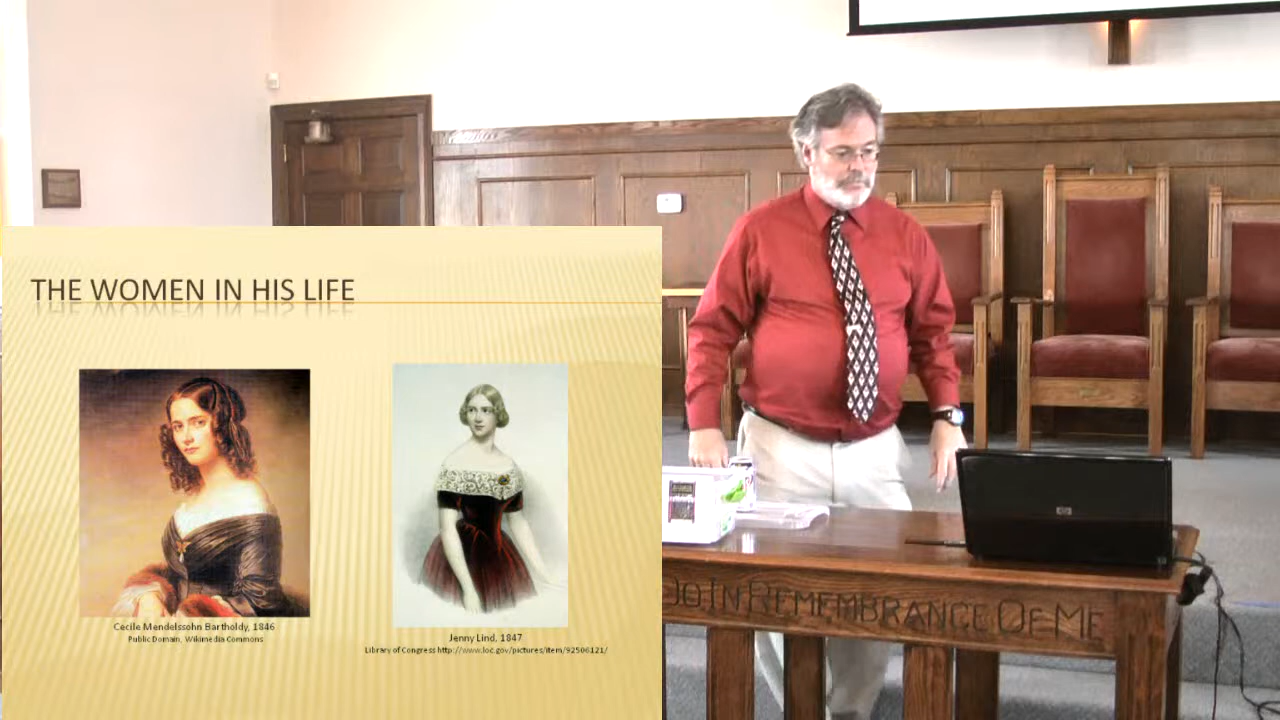 THE WOMEN IN HIS LIFE
Cecile Mendelssohn Bartholdy, 1846
Public Domain, Wikimedia Commons
Jenny Lind, 1847
Library of Congress http://www.loc.gov/pictures/item/92506121/
hp
DO IN REMEMBRANCE OF ME